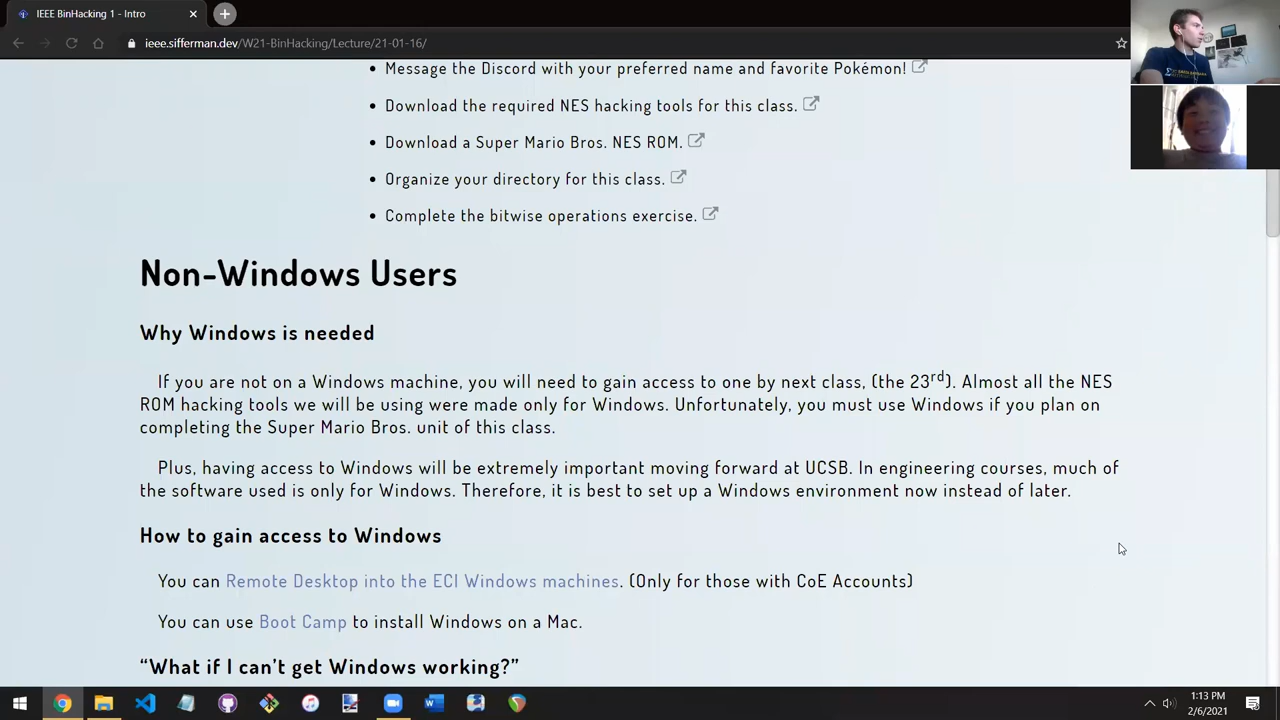 IEEE BinHacking 1 - Intro
ieee.sifferman.dev/W21-BinHacking/Lecture/21-01-16/
Message the Discord with your preferred name and favorite Pokémon!
Download the required NES hacking tools for this class.
Download a Super Mario Bros. NES ROM.
Organize your directory for this class.
Complete the bitwise operations exercise.
Non-Windows Users
Why Windows is needed
If you are not on a Windows machine, you will need to gain access to one by next class, (the 23rd). Almost all the NES
ROM hacking tools we will be using were made only for Windows. Unfortunately, you must use Windows if you plan on
completing the Super Mario Bros. unit of this class.
Plus, having access to Windows will be extremely important moving forward at UCSB. In engineering courses, much of
the software used is only for Windows. Therefore, it is best to set up a Windows environment now instead of later.
How to gain access to Windows
You can Remote Desktop into the ECI Windows machines. (Only for those with CoE Accounts)
You can use Boot Camp to install Windows on a Mac.
“What if I can’t get Windows working?”
1:13 PM
2/6/2021